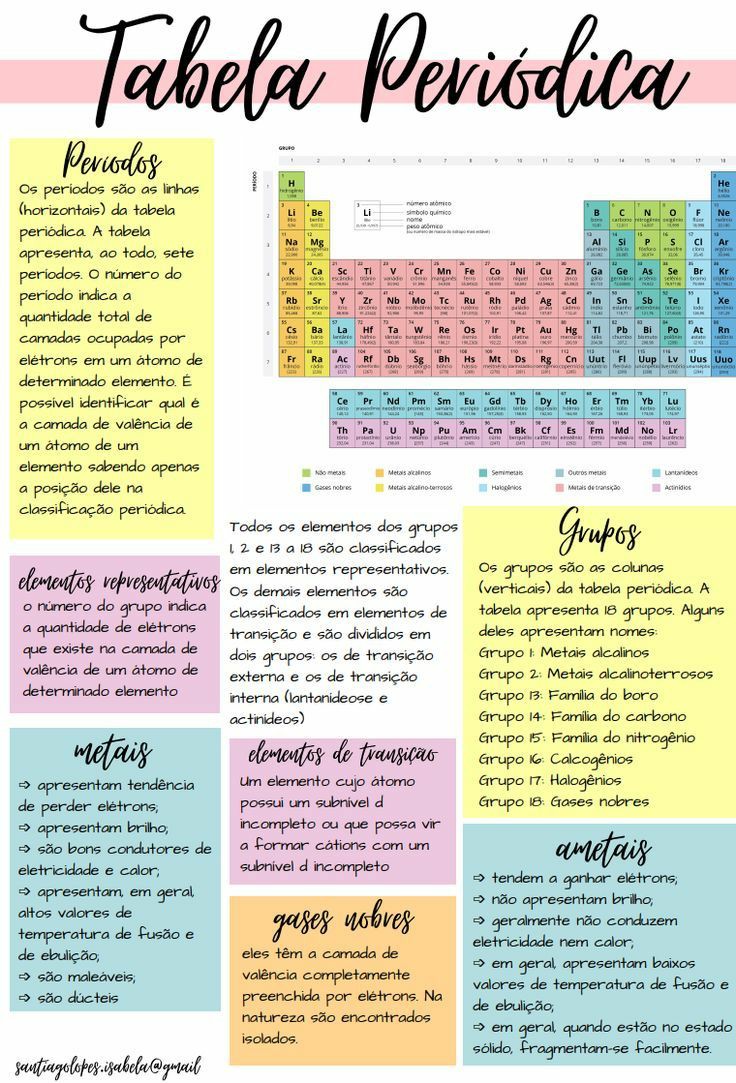 Tabela Periódica
Períodos
Os períodos são as linhas
(horizontais) da tabela
periódica. A tabela
apresenta, ao todo, sete
períodos. O número do
período indica a
quantidade total de
camadas ocupadas por
elétrons em um átomo de
determinado elemento. É
possível identificar qual é
a camada de valência de
um átomo de um
elemento sabendo apenas
a posição dele na
classificação periódica.
GRUPO
1 2 3 4 5 6 7 8 9 10 11 12 13 14 15 16 17 18
PERÍODO
número atômico
símbolo químico
nome
peso atômico
H He
Li Be B C N O F Ne
Na Mg Al Si P S Cl Ar
K Ca Sc Ti V Cr Mn Fe Co Ni Cu Zn Ga Ge As Se Br Kr
Rb Sr Y Zr Nb Mo Tc Ru Rh Pd Ag Cd In Sn Sb Te I Xe
Cs Ba La Hf Ta W Re Os Ir Pt Au Hg Tl Pb Bi Po At Rn
Fr Ra Ac Rf Db Sg Bh Hs Mt Ds Rg Cn Uut Fl Uup Lv Uus Uuo
Ce Pr Nd Pm Sm Eu Gd Tb Dy Ho Er Tm Yb Lu
Th Pa U Np Pu Am Cm Bk Cf Es Fm Md No Lr
Não metais Metais alcalinos Semimetais Outros metais Lantanídeos
Gases nobres Metais alcalino-terrosos Halogênios Metais de transição Actinídios
elementos representativos
o número do grupo indica
a quantidade de elétrons
que existe na camada de
valência de um átomo de
determinado elemento
Todos os elementos dos grupos
1, 2 e 13 a 18 são classificados
em elementos representativos.
Os demais elementos são
classificados em elementos de
transição e são divididos em
dois grupos: os de transição
externa e os de transição
interna (lantanídeose e
actinídeos)
Grupos
Os grupos são as colunas
(verticais) da tabela periódica. A
tabela apresenta 18 grupos. Alguns
deles apresentam nomes:
Grupo 1: Metais alcalinos
Grupo 2: Metais alcalinoterrosos
Grupo 13: Família do boro
Grupo 14: Família do carbono
Grupo 15: Família do nitrogênio
Grupo 16: Calcogênios
Grupo 17: Halogênios
Grupo 18: Gases nobres
metais
⇨ apresentam tendência
de perder elétrons;
⇨ apresentam brilho;
⇨ são bons condutores de
eletricidade e calor;
⇨ apresentam, em geral,
altos valores de
temperatura de fusão e
de ebulição;
⇨ são maleáveis;
⇨ são dúcteis
elementos de transição
Um elemento cujo átomo
possui um subnível d
incompleto ou que possa vir
a formar cátions com um
subnível d incompleto
gases nobres
eles têm a camada de
valência completamente
preenchida por elétrons. Na
natureza são encontrados
isolados.
ametais
⇨ tendem a ganhar elétrons;
⇨ não apresentam brilho;
⇨ geralmente não conduzem
eletricidade nem calor;
⇨ em geral, apresentam baixos
valores de temperatura de fusão e
de ebulição;
⇨ em geral, quando estão no estado
sólido, fragmentam-se facilmente.
santiagolopes.isabela@gmail